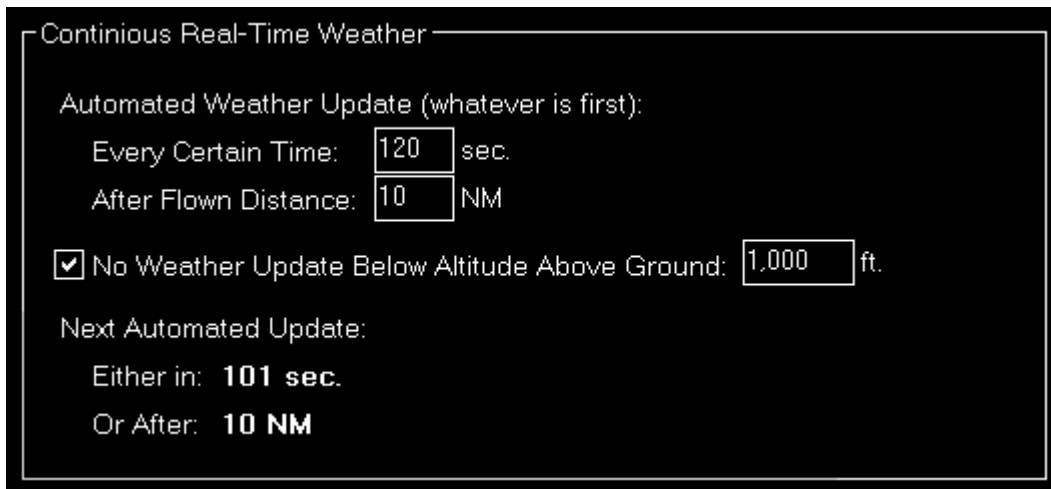 Continious Real-Time Weather
Automated Weather Update (whatever is first):
Every Certain Time: 120 sec.
After Flown Distance: 10 NM
No Weather Update Below Altitude Above Ground: 1,000 ft.
Next Automated Update:
Either in: 101 sec.
Or After: 10 NM